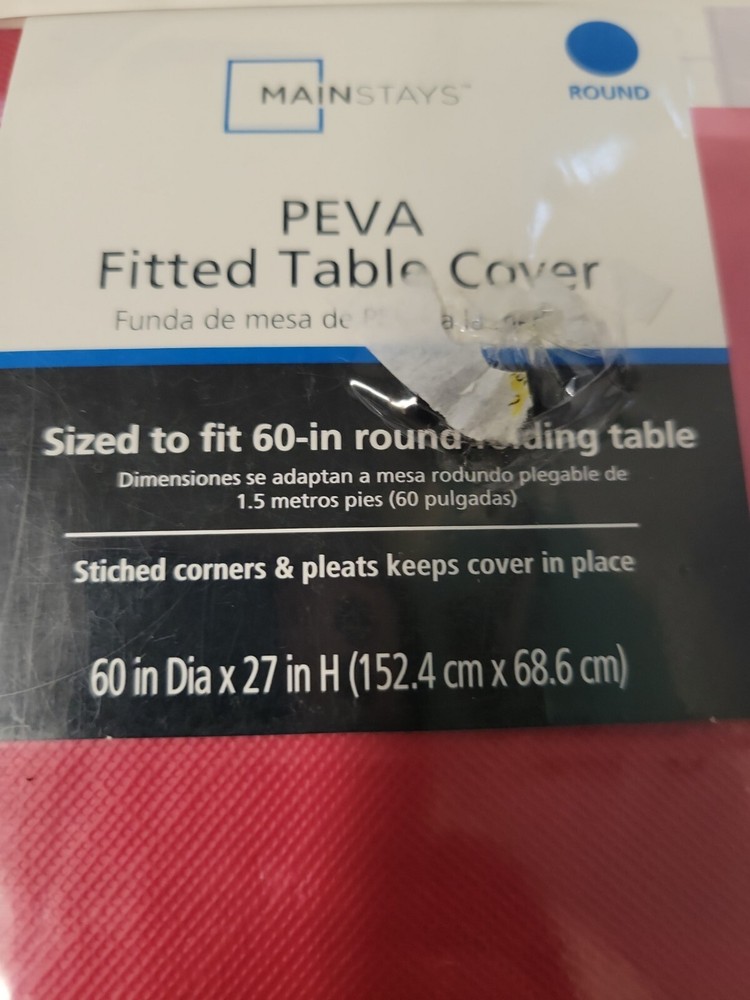 MAINSTAYS™
ROUND
PEVA
Fitted Table Cover
Funda de mesa de a la
Sized to fit 60-in round table
Dimensiones se adaptan a mesa rodundo plegable de
1.5 metros pies (60 pulgadas)
Stiched corners & pleats keeps cover in place
60 in Dia x 27 in H (152.4 cm x 68.6 cm)